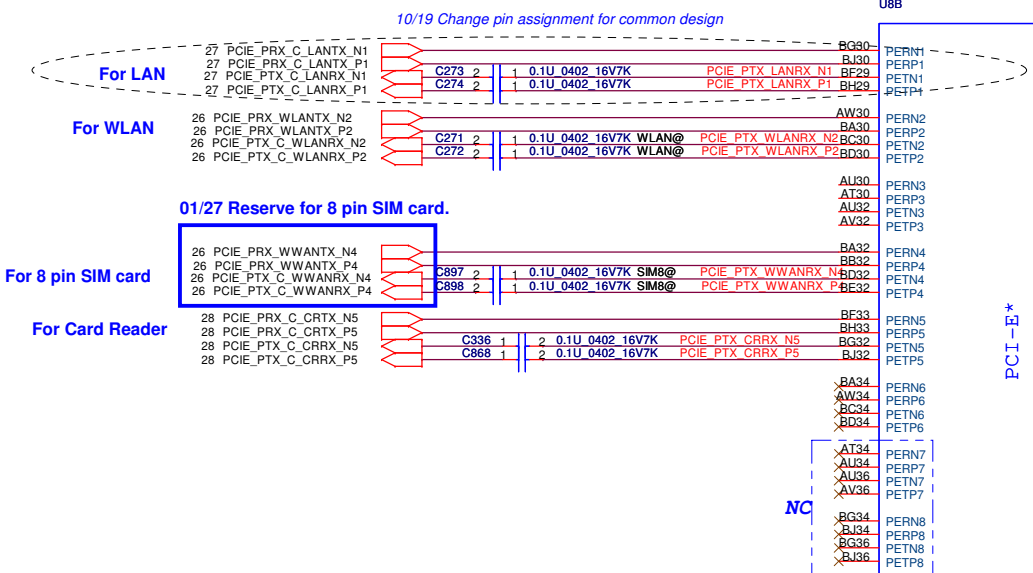 U8B
10/19 Change pin assignment for common design
27 PCIE_PRX_C_LANTX_N1 BG30 PERN1
27 PCIE_PRX_C_LANTX_P1 BJ30 PERP1
For LAN 27 PCIE_PTX_C_LANRX_N1 C273 2 1 0.1U_0402_16V7K PCIE_PTX_LANRX_N1 BF29 PETN1
27 PCIE_PTX_C_LANRX_P1 C274 2 1 0.1U_0402_16V7K PCIE_PTX_LANRX_P1 BH29 PETP1
For WLAN
26 PCIE_PRX_WLANTX_N2 AW30 PERN2
26 PCIE_PRX_WLANTX_P2 BA30 PERP2
26 PCIE_PTX_C_WLANRX_N2 C271 2 1 0.1U_0402_16V7K WLAN@ PCIE_PTX_WLANRX_N2 BC30 PETN2
26 PCIE_PTX_C_WLANRX_P2 C272 2 1 0.1U_0402_16V7K WLAN@ PCIE_PTX_WLANRX_P2 BD30 PETP2
AU30 PERN3
AT30 PERP3
AU32 PETN3
AV32 PETP3
01/27 Reserve for 8 pin SIM card.
26 PCIE_PRX_WWANTX_N4 BA32 PERN4
26 PCIE_PRX_WWANTX_P4 BB32 PERP4
For 8 pin SIM card 26 PCIE_PTX_C_WWANRX_N4 C897 2 1 0.1U_0402_16V7K SIM8@ PCIE_PTX_WWANRX_N4 BD32 PETN4
26 PCIE_PTX_C_WWANRX_P4 C898 2 1 0.1U_0402_16V7K SIM8@ PCIE_PTX_WWANRX_P4 BE32 PETP4
For Card Reader
28 PCIE_PRX_C_CRTX_N5 BF33 PERN5
28 PCIE_PRX_C_CRTX_P5 BH33 PERP5
28 PCIE_PTX_C_CRRX_N5 C336 1 2 0.1U_0402_16V7K PCIE_PTX_CRRX_N5 BG32 PETN5
28 PCIE_PTX_C_CRRX_P5 C868 1 2 0.1U_0402_16V7K PCIE_PTX_CRRX_P5 BJ32 PETP5
PCI-E*
BA34 PERN6
AW34 PERP6
BC34 PETN6
BD34 PETP6
AT34 PERN7
AU34 PERP7
AU36 PETN7
AV36 PETP7
NC
BG34 PERN8
BJ34 PERP8
BG36 PETN8
BJ36 PETP8